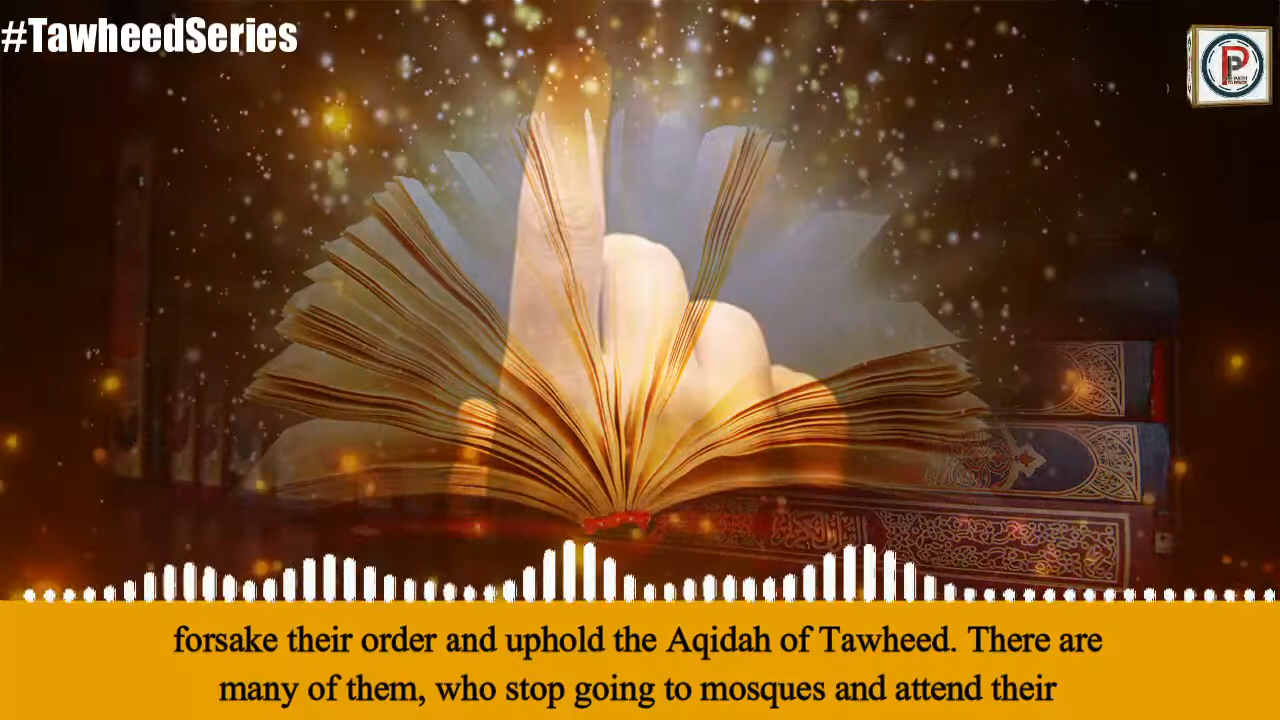 #TawheedSeries
forsake their order and uphold the Aqidah of Tawheed. There are
many of them, who stop going to mosques and attend their